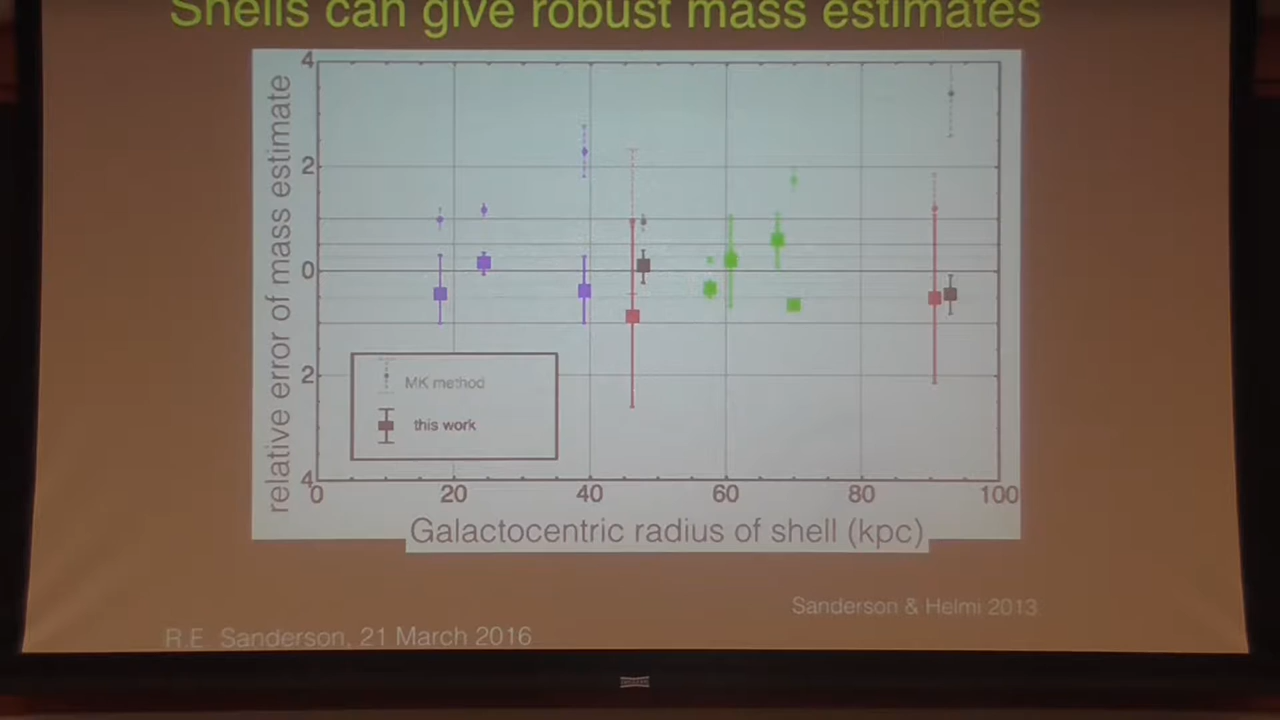 Shells can give robust mass estimates
relative error of mass estimate
4
2
0
2
4
MK method
this work
0
20
40
60
80
100
Galactocentric radius of shell (kpc)
Sanderson & Helmi 2013
R.E. Sanderson, 21 March 2016